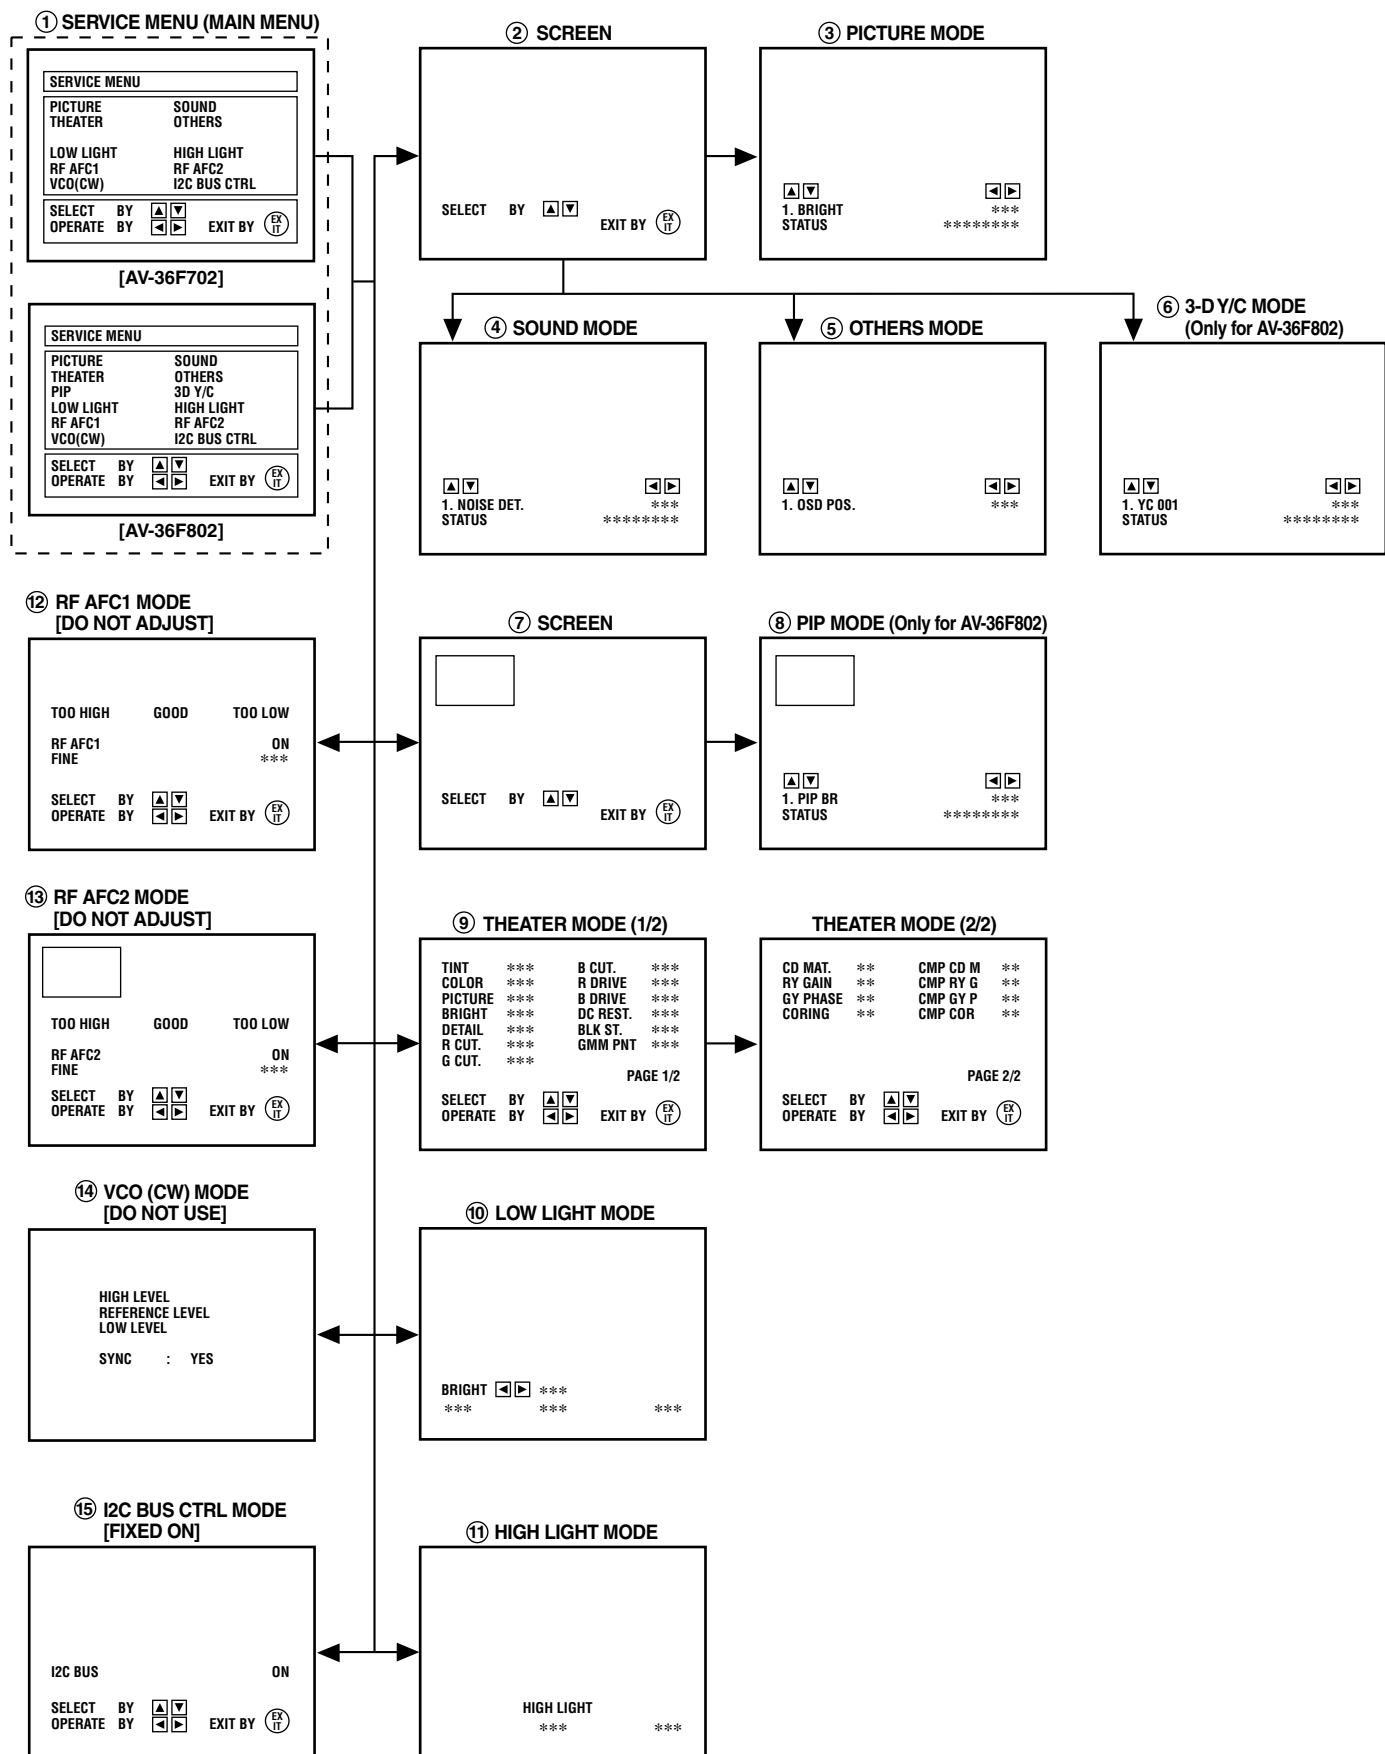 ① SERVICE MENU (MAIN MENU)
SERVICE MENU
PICTURE SOUND
THEATER OTHERS
LOW LIGHT HIGH LIGHT
RF AFC1 RF AFC2
VCO(CW) I2C BUS CTRL
SELECT BY ▲▼
OPERATE BY ◀▶ EXIT BY EXIT
[AV-36F702]
SERVICE MENU
PICTURE SOUND
THEATER OTHERS
PIP 3D Y/C
LOW LIGHT HIGH LIGHT
RF AFC1 RF AFC2
VCO(CW) I2C BUS CTRL
SELECT BY ▲▼
OPERATE BY ◀▶ EXIT BY EXIT
[AV-36F802]
② SCREEN
SELECT BY ▲▼
EXIT BY EXIT
③ PICTURE MODE
▲▼ ◀▶
1. BRIGHT ***
STATUS ********
④ SOUND MODE
▲▼ ◀▶
1. NOISE DET. ***
STATUS ********
⑤ OTHERS MODE
▲▼ ◀▶
1. OSD POS. ***
⑥ 3-D Y/C MODE
(Only for AV-36F802)
▲▼ ◀▶
1. YC 001 ***
STATUS ********
⑫ RF AFC1 MODE
[DO NOT ADJUST]
TOO HIGH GOOD TOO LOW
RF AFC1 ON
FINE ***
SELECT BY ▲▼
OPERATE BY ◀▶ EXIT BY EXIT
⑦ SCREEN
SELECT BY ▲▼
EXIT BY EXIT
⑧ PIP MODE (Only for AV-36F802)
▲▼ ◀▶
1. PIP BR ***
STATUS ********
⑬ RF AFC2 MODE
[DO NOT ADJUST]
TOO HIGH GOOD TOO LOW
RF AFC2 ON
FINE ***
SELECT BY ▲▼
OPERATE BY ◀▶ EXIT BY EXIT
⑨ THEATER MODE (1/2)
TINT *** B CUT. ***
COLOR *** R DRIVE ***
PICTURE *** B DRIVE ***
BRIGHT *** DC REST. ***
DETAIL *** BLK ST. ***
R CUT. *** GMM PNT ***
G CUT. ***
PAGE 1/2
SELECT BY ▲▼
OPERATE BY ◀▶ EXIT BY EXIT
THEATER MODE (2/2)
CD MAT. ** CMP CD M **
RY GAIN ** CMP RY G **
GY PHASE ** CMP GY P **
CORING ** CMP COR **
PAGE 2/2
SELECT BY ▲▼
OPERATE BY ◀▶ EXIT BY EXIT
⑭ VCO (CW) MODE
[DO NOT USE]
HIGH LEVEL
REFERENCE LEVEL
LOW LEVEL
SYNC : YES
⑩ LOW LIGHT MODE
BRIGHT ◀▶ ***
*** *** ***
⑮ I2C BUS CTRL MODE
[FIXED ON]
I2C BUS ON
SELECT BY ▲▼
OPERATE BY ◀▶ EXIT BY EXIT
⑪ HIGH LIGHT MODE
HIGH LIGHT
*** ***